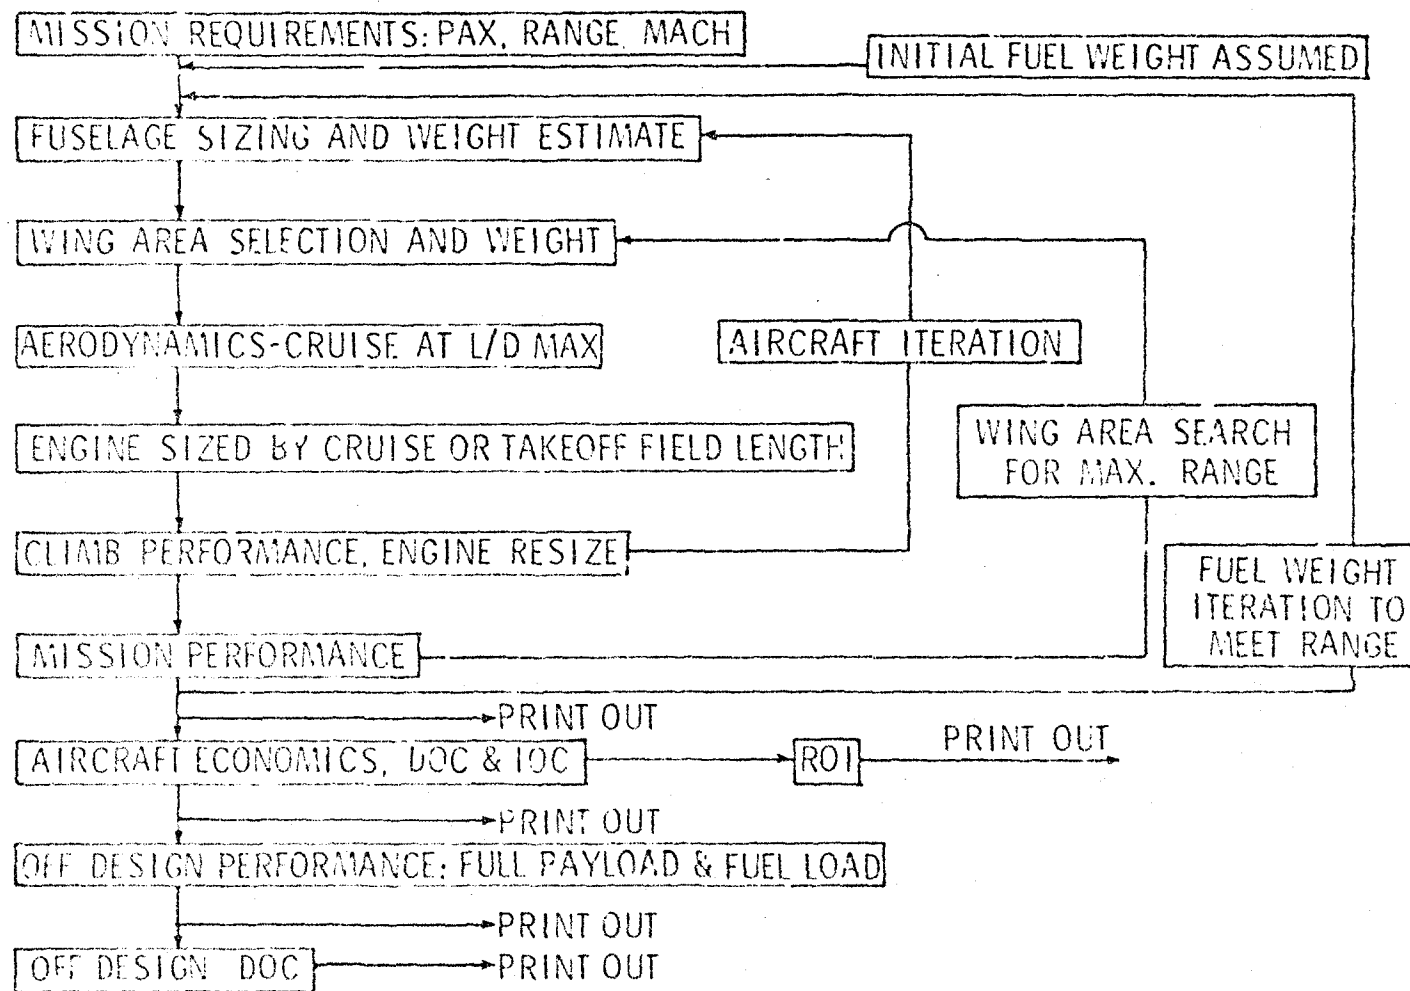 MISSION REQUIREMENTS: PAX, RANGE, MACH
INITIAL FUEL WEIGHT ASSUMED
FUSELAGE SIZING AND WEIGHT ESTIMATE
WING AREA SELECTION AND WEIGHT
AERODYNAMICS-CRUISE AT L/D MAX
AIRCRAFT ITERATION
ENGINE SIZED BY CRUISE OR TAKEOFF FIELD LENGTH
WING AREA SEARCH
FOR MAX. RANGE
CLIMB PERFORMANCE, ENGINE RESIZE
FUEL WEIGHT
ITERATION TO
MEET RANGE
MISSION PERFORMANCE
PRINT OUT
AIRCRAFT ECONOMICS, DOC & IOC
ROI
PRINT OUT
PRINT OUT
OFF DESIGN PERFORMANCE: FULL PAYLOAD & FUEL LOAD
PRINT OUT
OFF DESIGN DOC
PRINT OUT